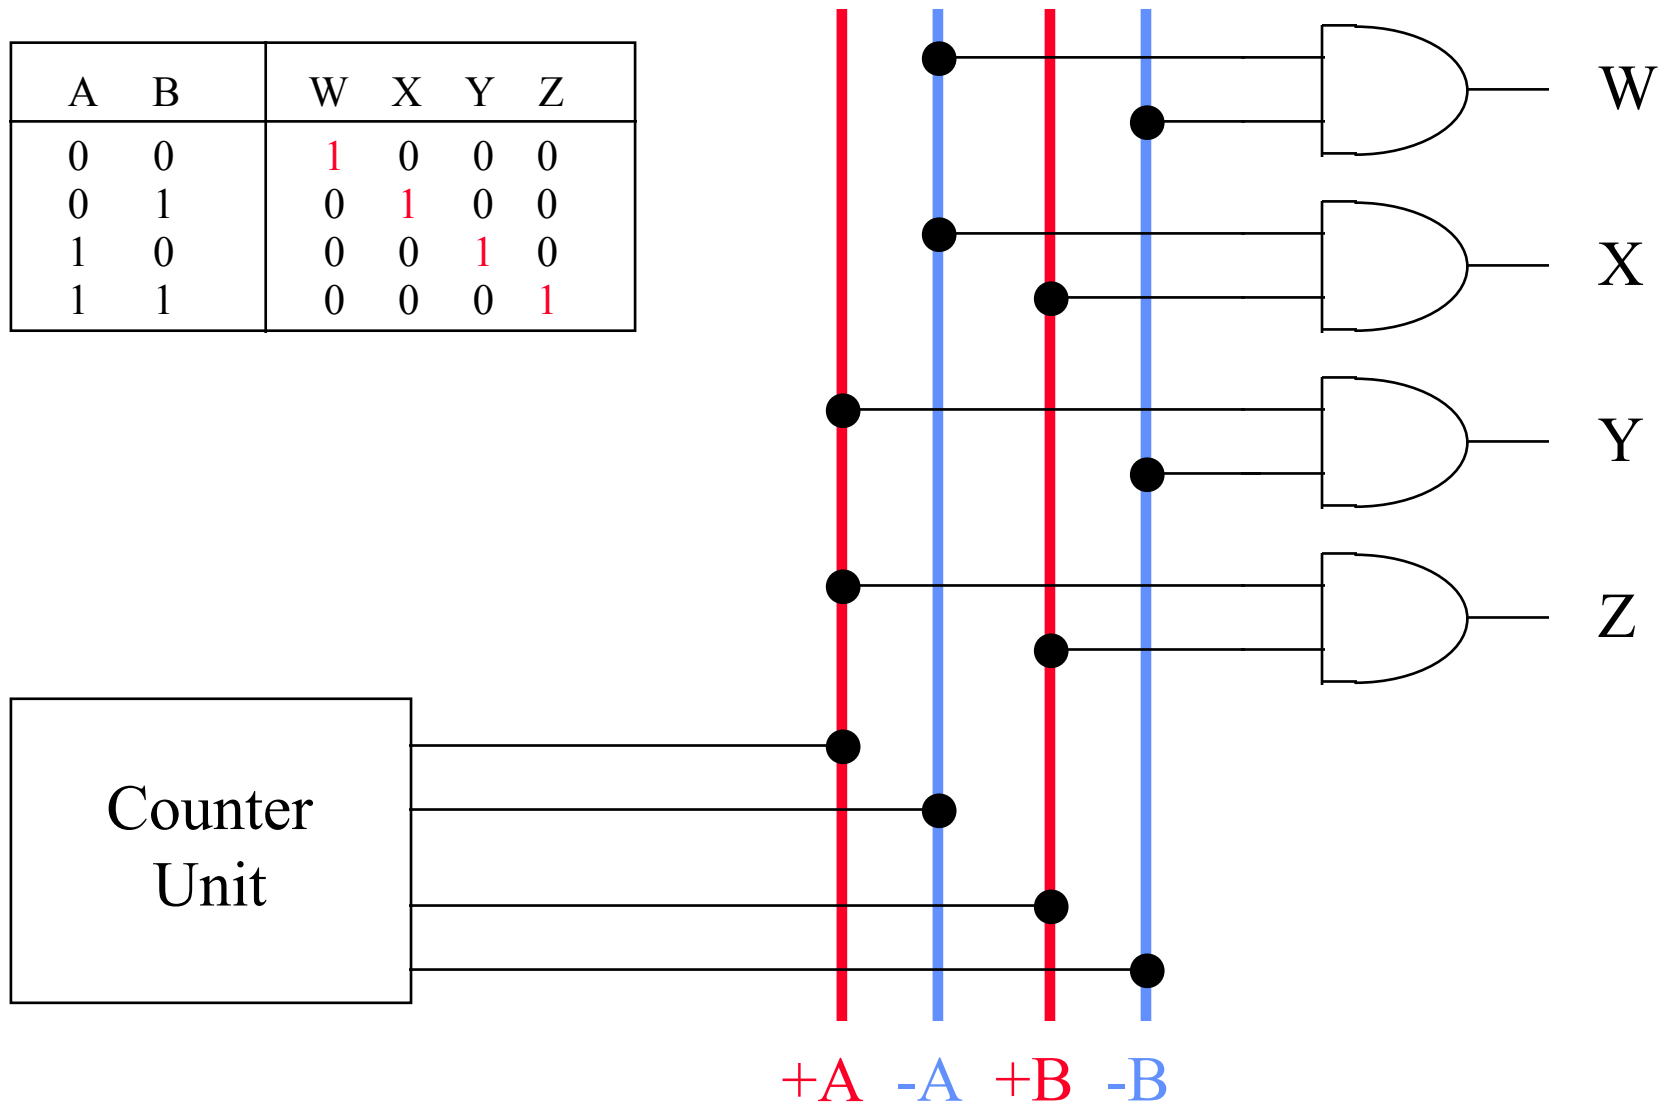 A B W X Y Z
0 0 1 0 0 0
0 1 0 1 0 0
1 0 0 0 1 0
1 1 0 0 0 1
W
X
Y
Z
Counter
Unit
+A -A +B -B